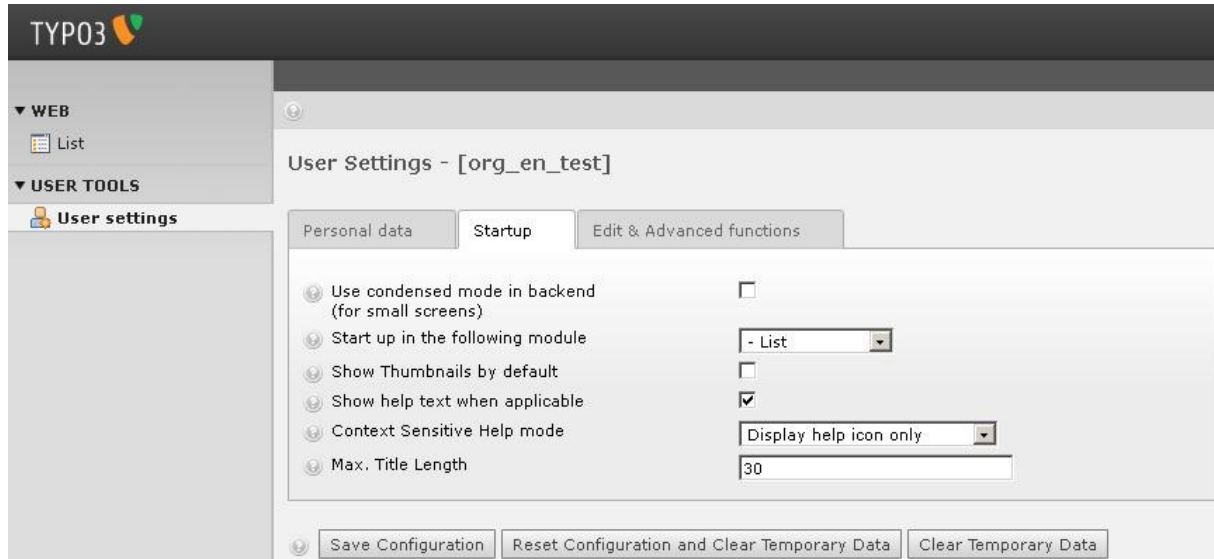 TYPO3
WEB
List
USER TOOLS
User settings
User Settings - [org_en_test]
Personal data
Startup
Edit & Advanced functions
Use condensed mode in backend
(for small screens)
Start up in the following module
- List
Show Thumbnails by default
Show help text when applicable
Context Sensitive Help mode
Display help icon only
Max. Title Length
30
Save Configuration
Reset Configuration and Clear Temporary Data
Clear Temporary Data